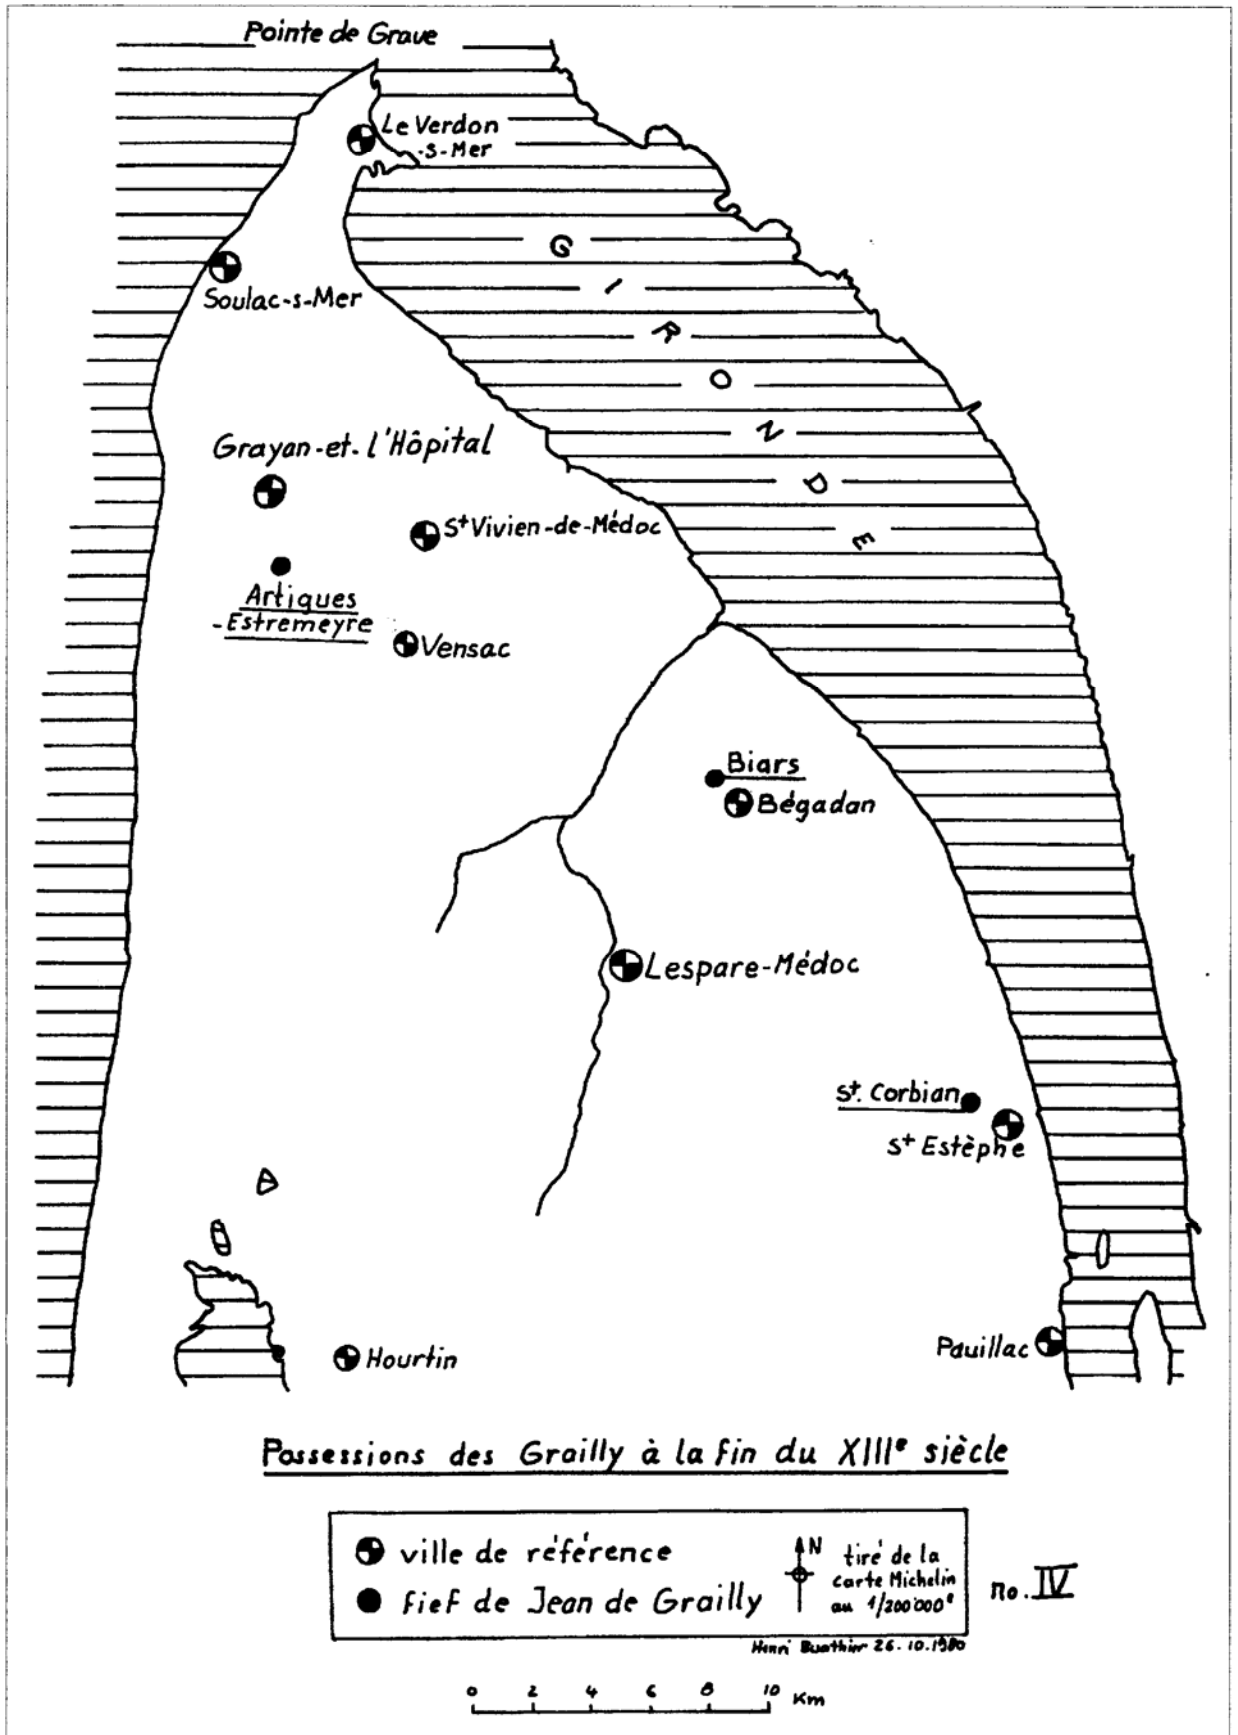 Pointe de Grave
Le Verdon
-s-Mer
GIRONDE
Soulac-s-Mer
Grayan-et-l'Hôpital
St Vivien-de-Médoc
Artigues
-Estremeyre
Vensac
Biars
Bégadan
Lespare-Médoc
St. Corbian
St Estèphe
Pauillac
Hourtin
Possessions des Grailly à la fin du XIIIe siècle
ville de référence
fief de Jean de Grailly
N
tiré de la
carte Michelin
au 1/200'000e
no. IV
Henri Buathier 26.10.1980
0 2 4 6 8 10 Km